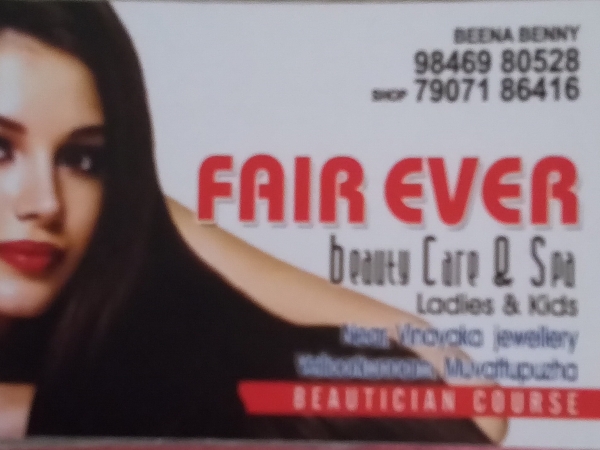 BEENA BENNY
98469 80528
SHOP 79071 86416
FAIR EVER
beauty Care & Spa
Ladies & Kids
Near Vinayaka jewellery
Muvattupuzha
BEAUTICIAN COURSE